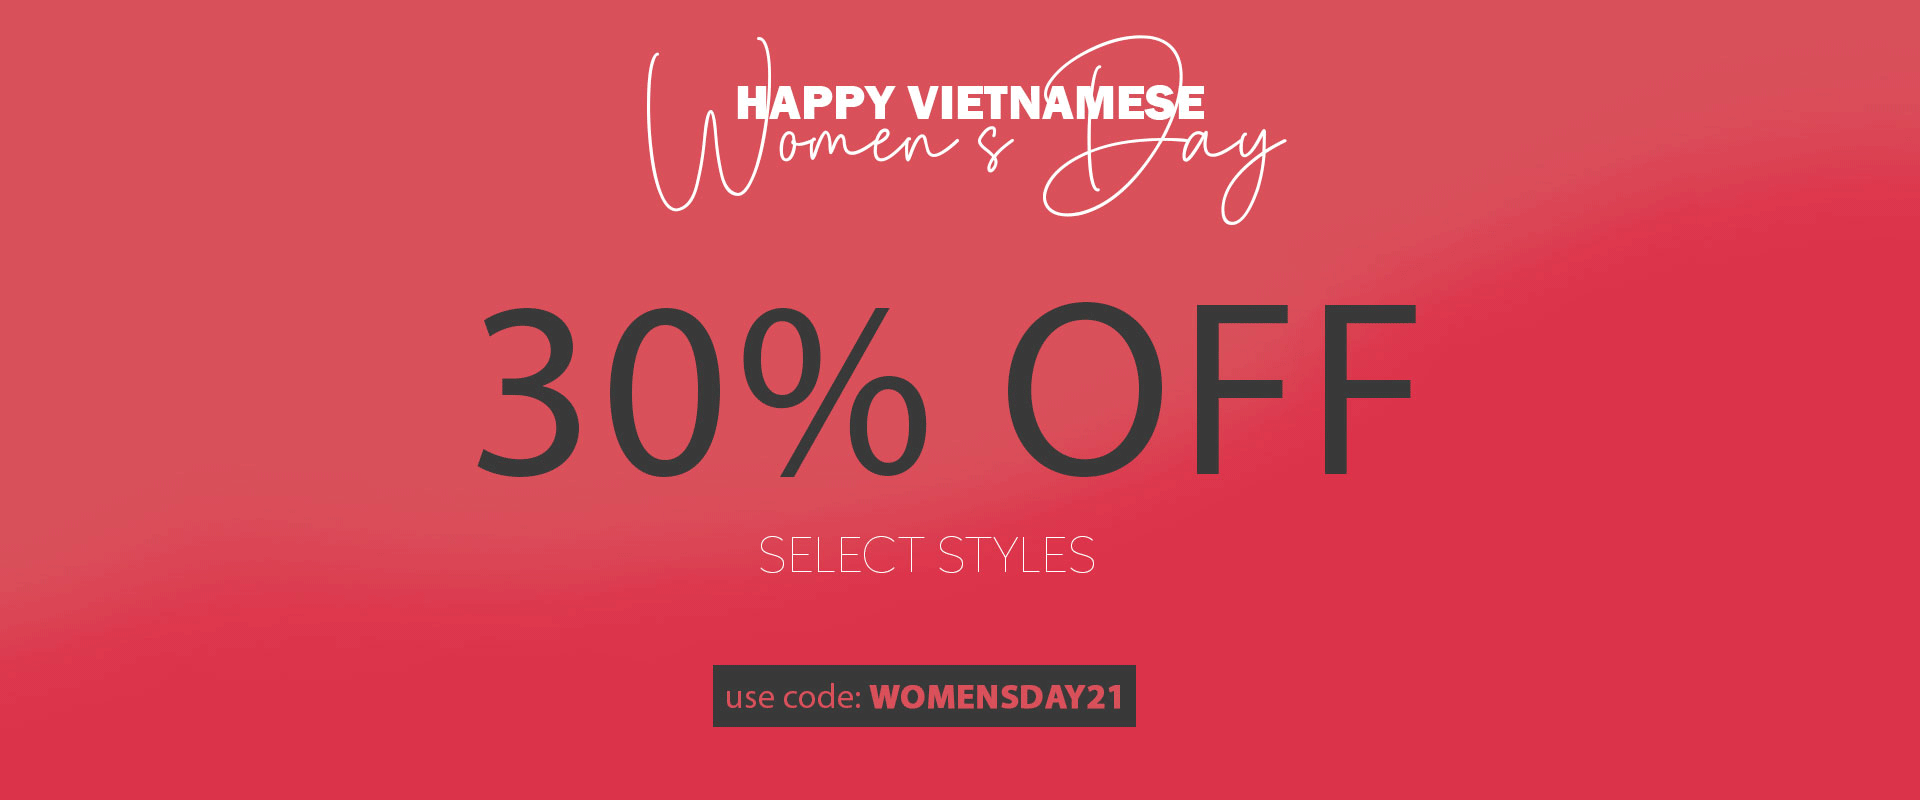 HAPPY VIETNAMESE
Women's Day
30% OFF
SELECT STYLES
use code: WOMENSDAY21